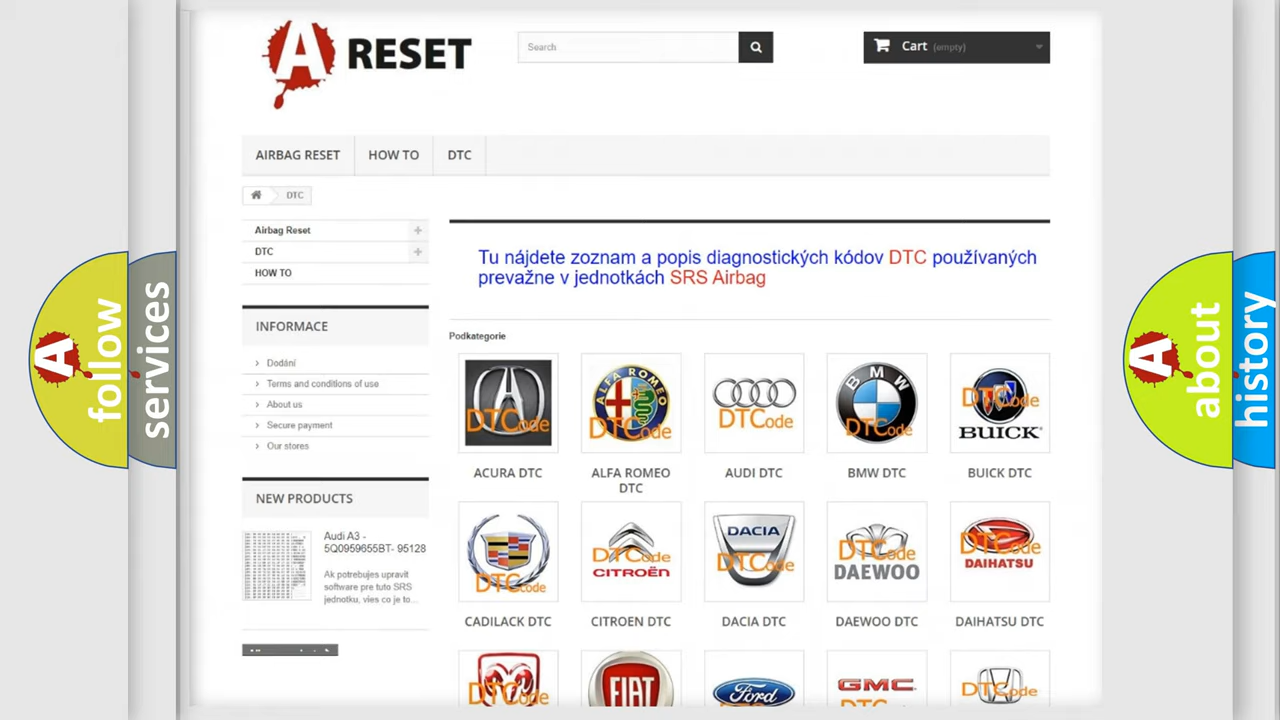 A RESET
Search
Cart (empty)
AIRBAG RESET
HOW TO
DTC
DTC
Airbag Reset
DTC
HOW TO
INFORMACE
Dodání
Terms and conditions of use
About us
Secure payment
Our stores
NEW PRODUCTS
Audi A3 -
5Q0959655BT- 95128
Ak potrebujes upravit
software pre tuto SRS
jednotku, vies co je to...
Tu nájdete zoznam a popis diagnostických kódov DTC používaných
prevažne v jednotkách SRS Airbag
Podkategorie
DTCode
ALFA ROMEO
DTCode
DTCode
BMW
DTCode
DTCode
BUICK
ACURA DTC
ALFA ROMEO
DTC
AUDI DTC
BMW DTC
BUICK DTC
DTCode
DTCode
CITROËN
DACIA
DTCode
DTCode
DAEWOO
DTCode
DAIHATSU
CADILACK DTC
CITROEN DTC
DACIA DTC
DAEWOO DTC
DAIHATSU DTC
DTCode
FIAT
Ford
GMC
DTCode
A
follow
services
A
about
history